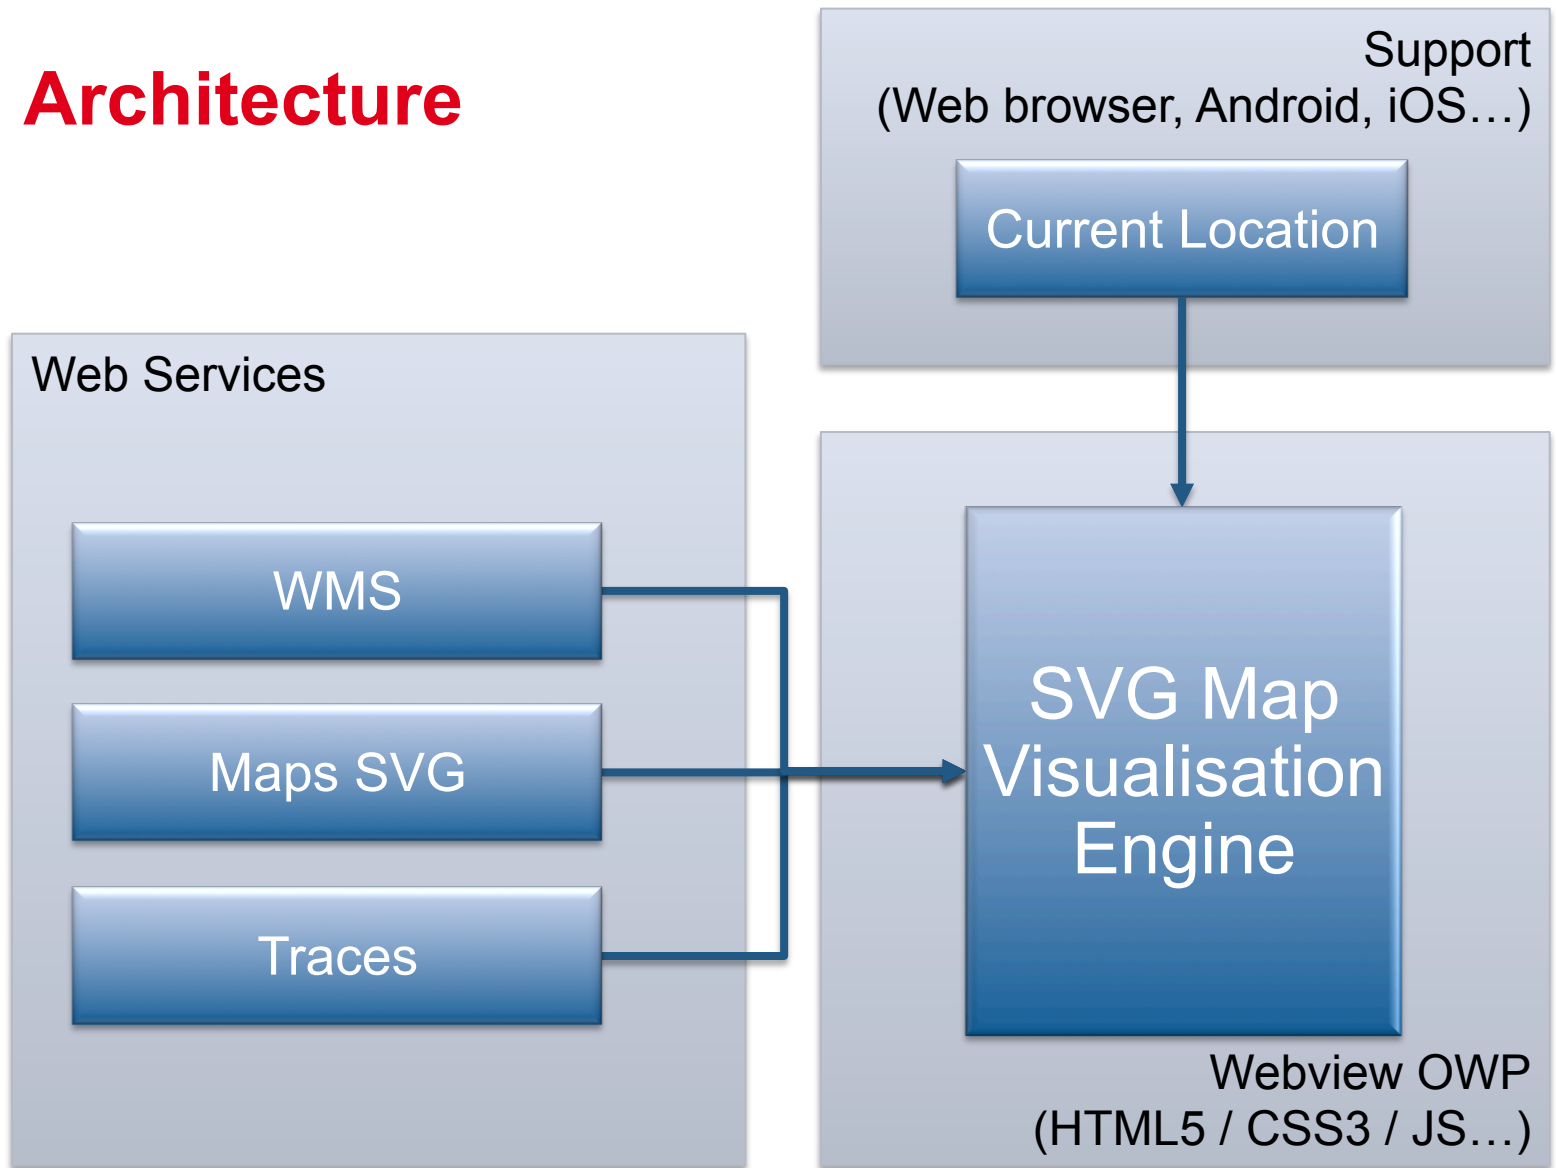 Architecture
Support
(Web browser, Android, iOS…)
Current Location
Web Services
WMS
Maps SVG
Traces
SVG Map
Visualisation
Engine
Webview OWP
(HTML5 / CSS3 / JS…)